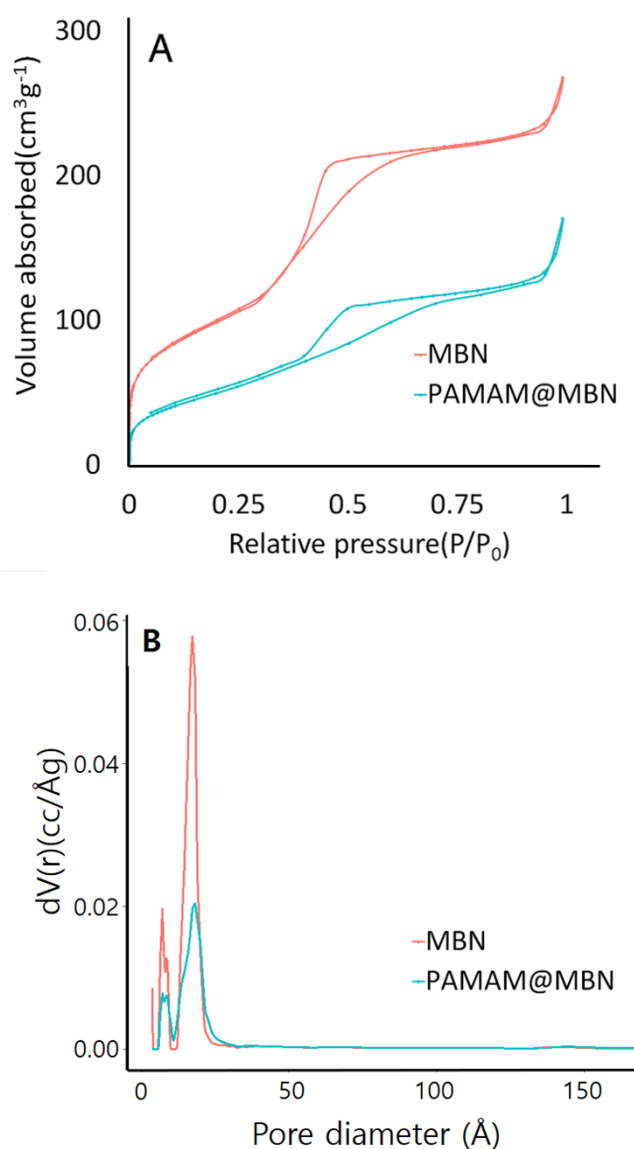 A
Volume absorbed(cm³g⁻¹)
300
200
100
0
MBN
PAMAM@MBN
0 0.25 0.5 0.75 1
Relative pressure(P/P₀)
B
dV(r)(cc/Åg)
0.06
0.04
0.02
0.00
MBN
PAMAM@MBN
0 50 100 150
Pore diameter (Å)